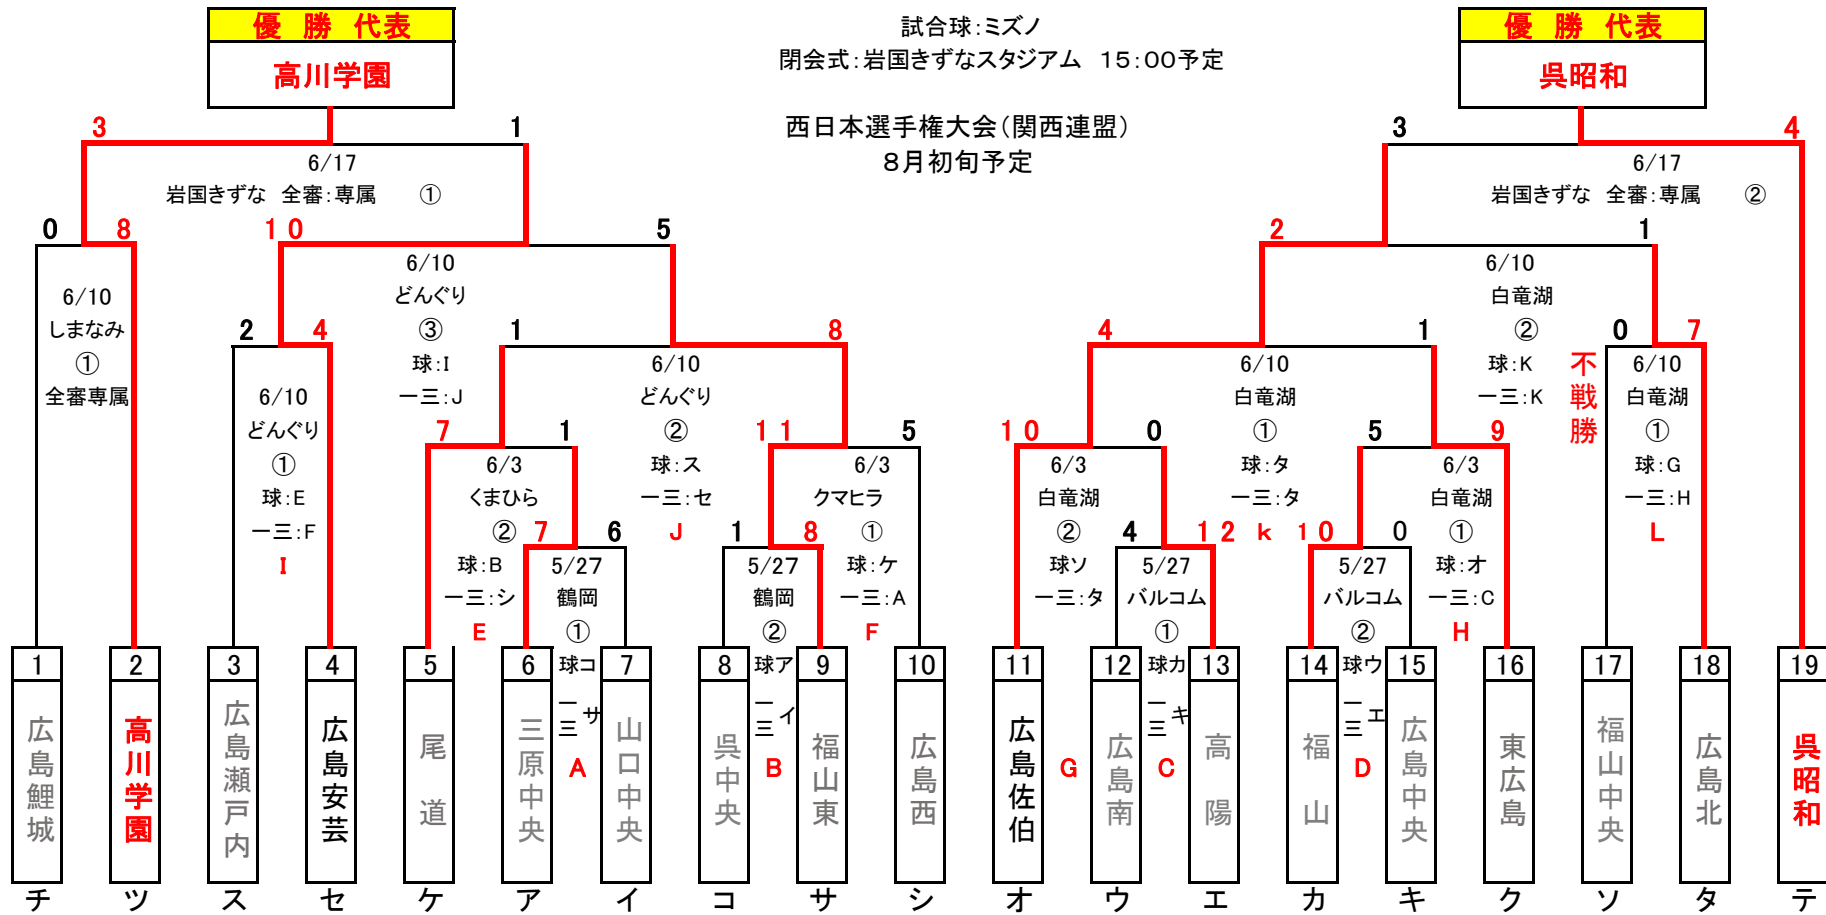 優 勝 代表
高川学園
試合球：ミズノ
閉会式：岩国きずなスタジアム 15：00予定
西日本選手権大会（関西連盟）
８月初旬予定
優 勝 代表
呉昭和
3 1
6/17
岩国きずな 全審：専属 ①
3 4
6/17
岩国きずな 全審：専属 ②
0 8
6/10
しまなみ
①
全審専属
10 5
6/10
どんぐり
③
球：I
一三：J
2 4
6/10
どんぐり
①
球：E
一三：F
I
1 8
6/10
どんぐり
②
球：ス
一三：セ
J
7 1
6/3
くまひら
②
球：B
一三：シ
E
11 5
6/3
クマヒラ
①
球：ケ
一三：A
F
7 6
5/27
鶴岡
①
球コ
一三サ
A
1 8
5/27
鶴岡
②
球ア
一三イ
B
2 1
6/10
白竜湖
②
球：K
一三：K
4 1
6/10
白竜湖
①
球：タ
一三：タ
k
0 7
不戦勝
6/10
白竜湖
①
球：G
一三：H
L
10 0
6/3
白竜湖
②
球ソ
一三：タ
G
5 9
6/3
白竜湖
①
球：オ
一三：C
H
4 12
5/27
バルコム
①
球カ
一三キ
C
10 0
5/27
バルコム
②
球ウ
一三エ
D
1 2 3 4 5 6 7 8 9 10 11 12 13 14 15 16 17 18 19
広島鯉城
高川学園
広島瀬戸内
広島安芸
尾道
三原中央
山口中央
呉中央
福山東
広島西
広島佐伯
広島南
高陽
福山
広島中央
東広島
福山中央
広島北
呉昭和
チ ツ ス セ ケ ア イ コ サ シ オ ウ エ カ キ ク ソ タ テ